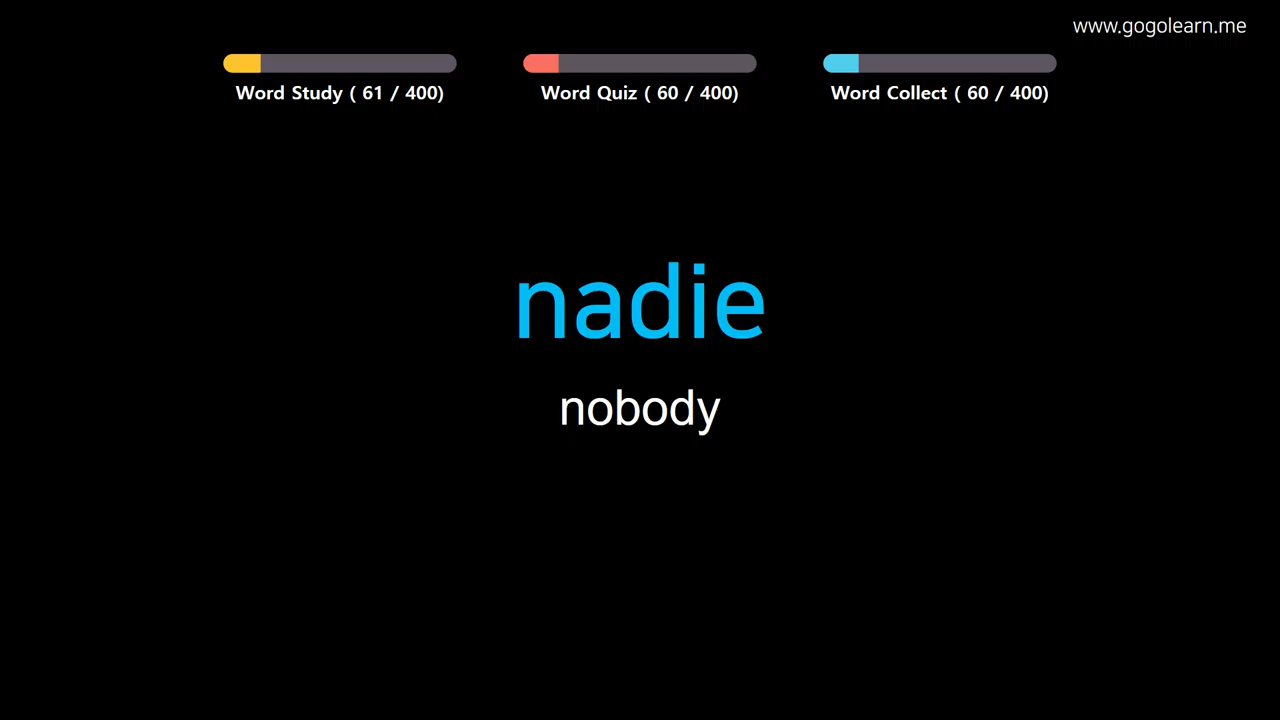 www.gogolearn.me
Word Study ( 61 / 400)
Word Quiz ( 60 / 400)
Word Collect ( 60 / 400)
nadie
nobody